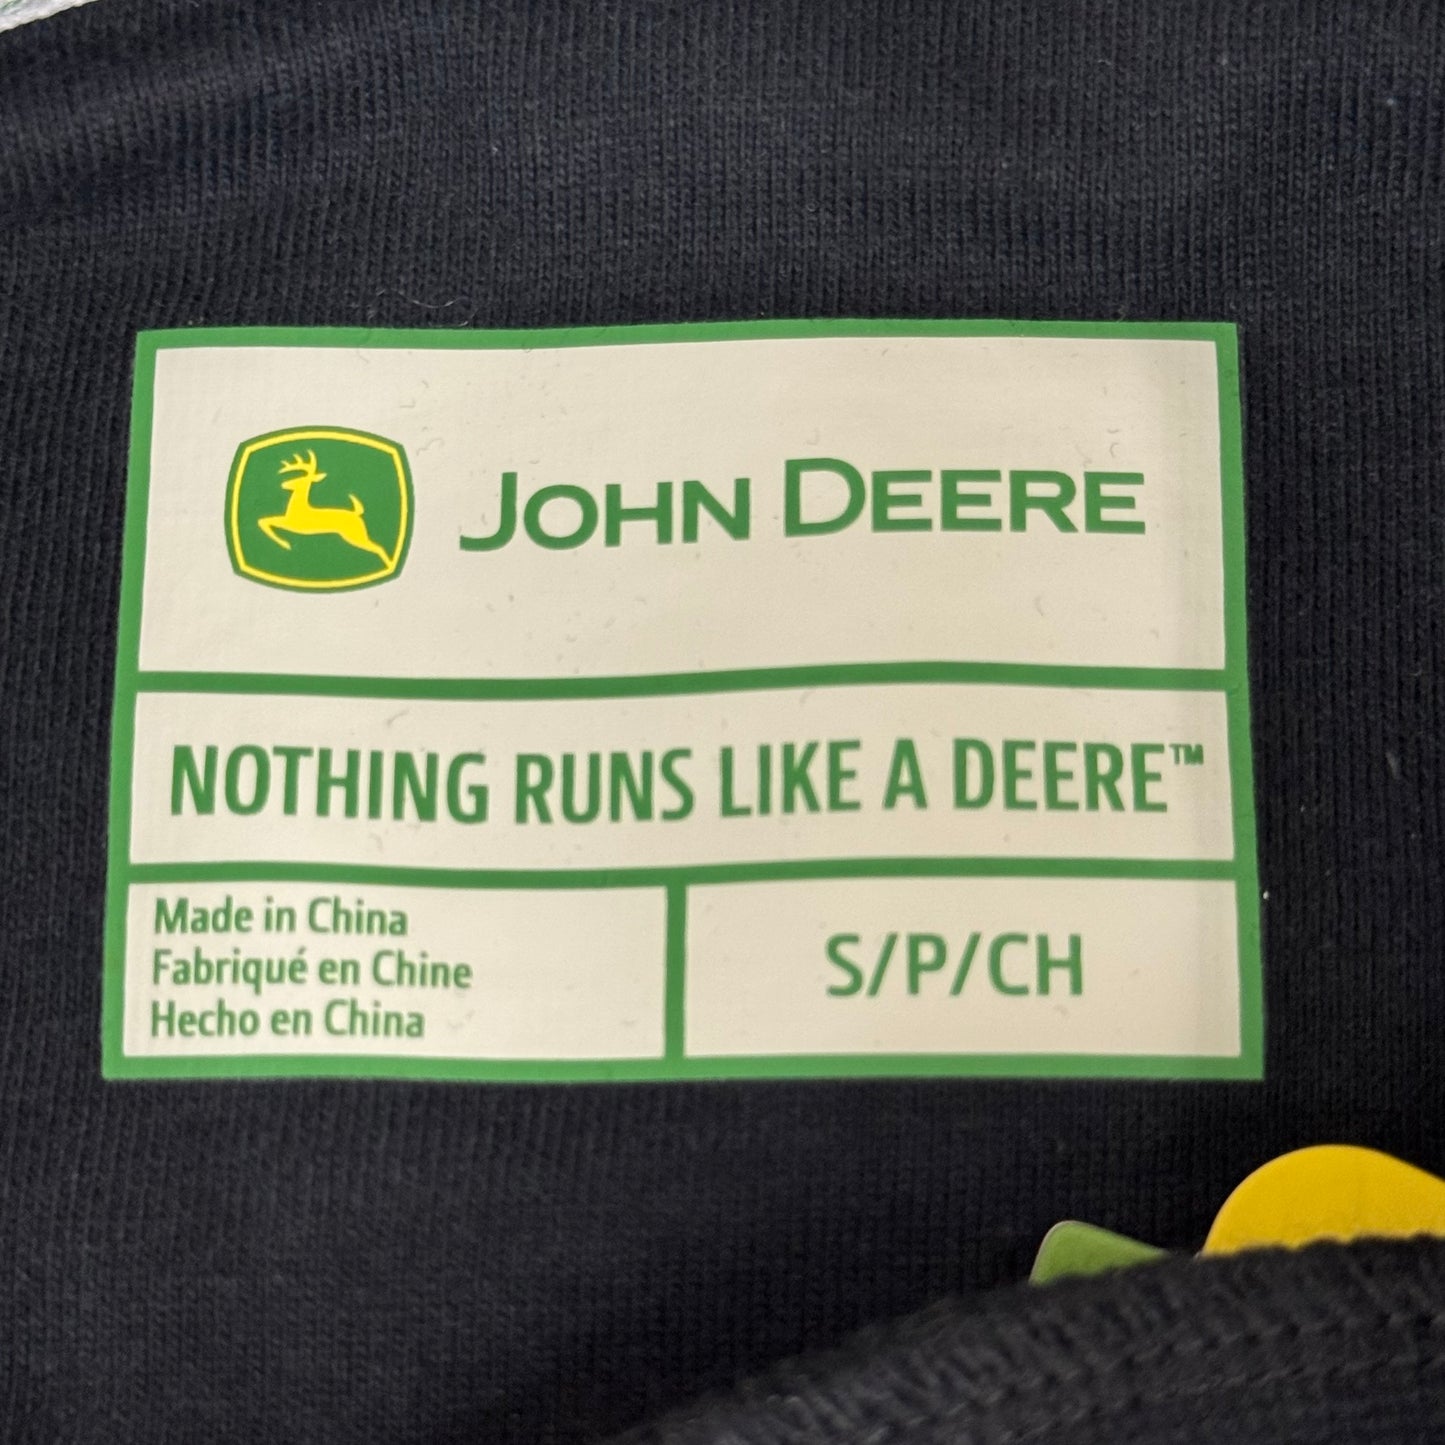 JOHN DEERE
NOTHING RUNS LIKE A DEERE™
Made in China
Fabriqué en Chine
Hecho en China
S/P/CH